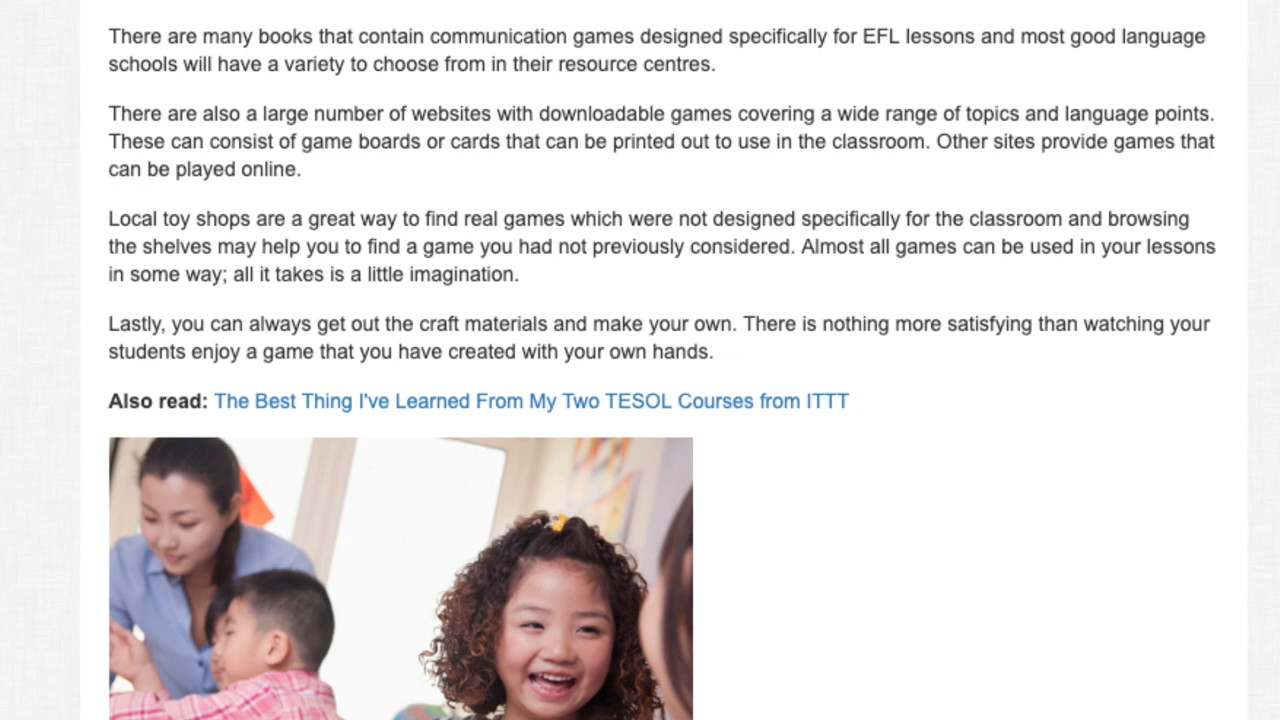 There are many books that contain communication games designed specifically for EFL lessons and most good language
schools will have a variety to choose from in their resource centres.
There are also a large number of websites with downloadable games covering a wide range of topics and language points.
These can consist of game boards or cards that can be printed out to use in the classroom. Other sites provide games that
can be played online.
Local toy shops are a great way to find real games which were not designed specifically for the classroom and browsing
the shelves may help you to find a game you had not previously considered. Almost all games can be used in your lessons
in some way; all it takes is a little imagination.
Lastly, you can always get out the craft materials and make your own. There is nothing more satisfying than watching your
students enjoy a game that you have created with your own hands.
Also read: The Best Thing I've Learned From My Two TESOL Courses from ITTT